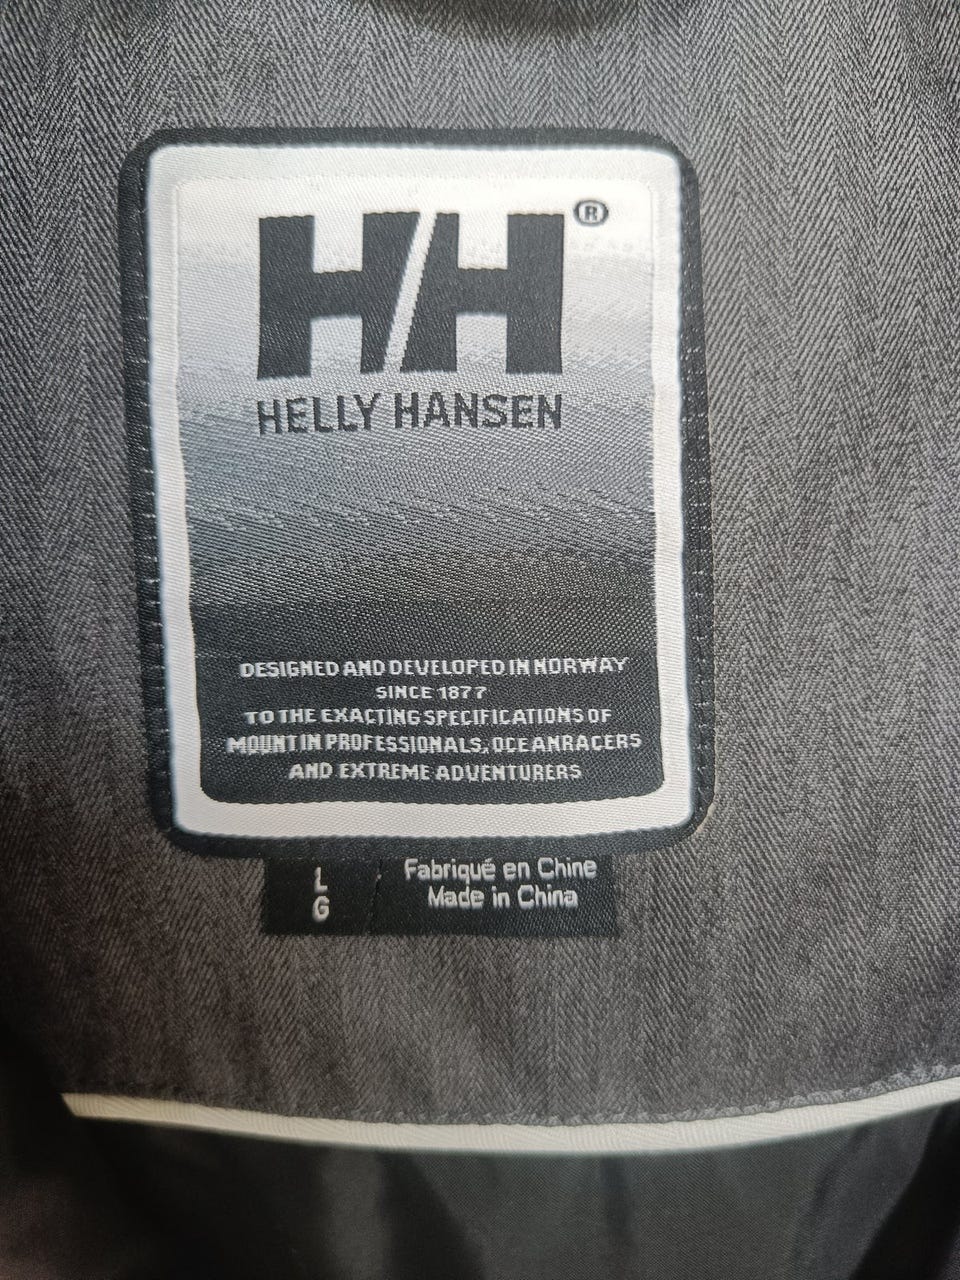 HH®
HELLY HANSEN
DESIGNED AND DEVELOPED IN NORWAY
SINCE 1877
TO THE EXACTING SPECIFICATIONS OF
MOUNTIN PROFESSIONALS, OCEANRACERS
AND EXTREME ADVENTURERS
L
G
Fabriqué en Chine
Made in China